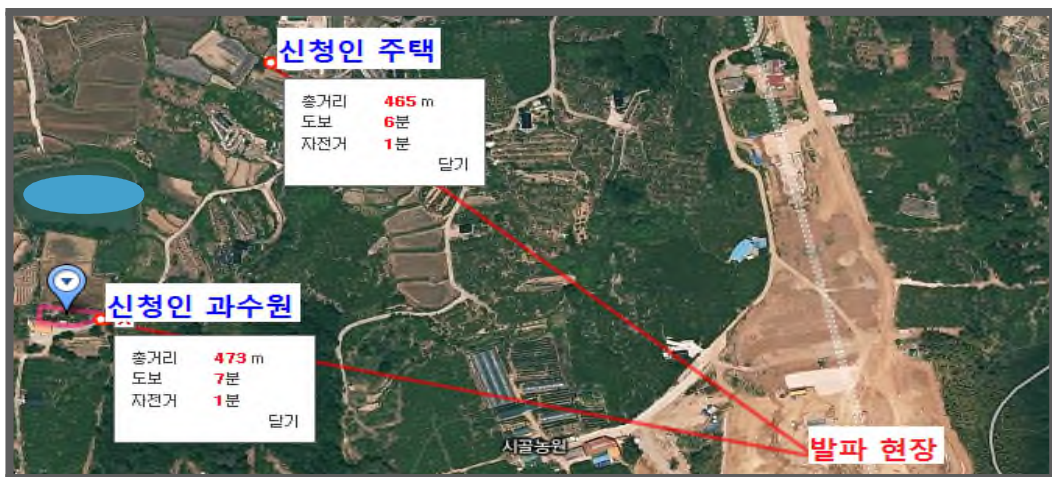 신청인 주택
총거리 465 m
도보 6분
자전거 1분
닫기
신청인 과수원
총거리 473 m
도보 7분
자전거 1분
닫기
시골농원
발파 현장